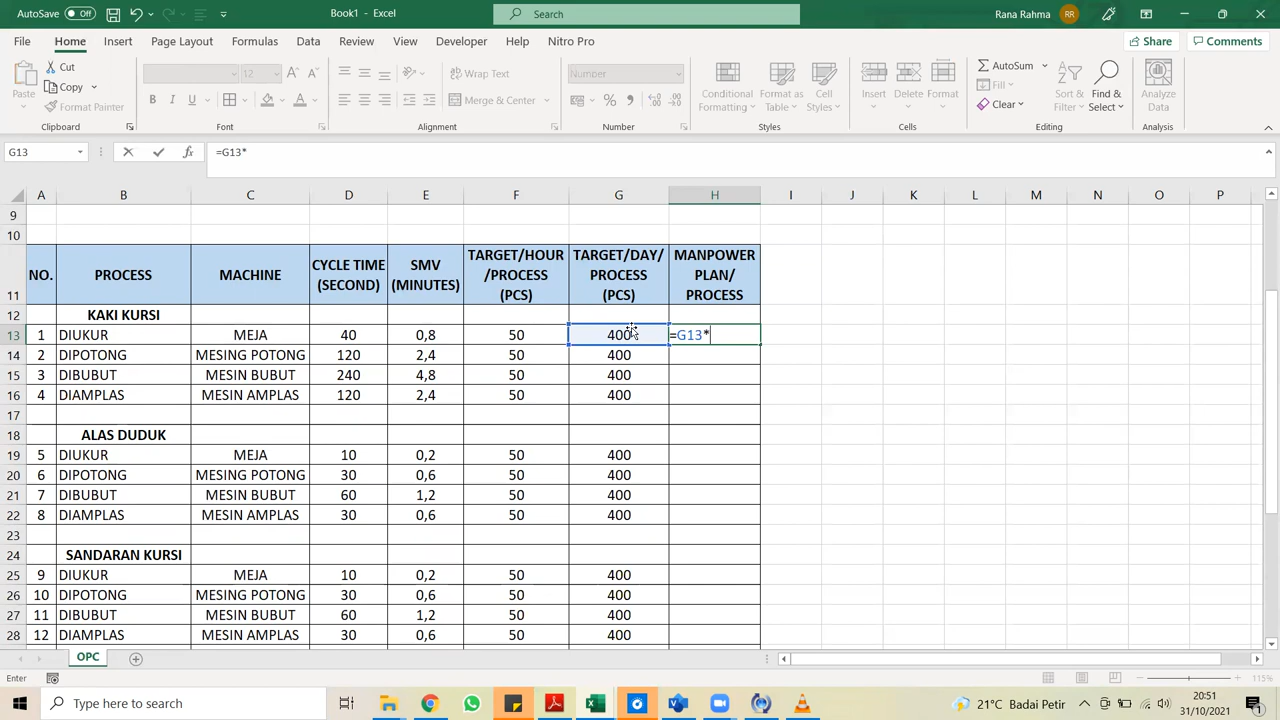 AutoSave Off Book1 - Excel Search Rana Rahma RR
File Home Insert Page Layout Formulas Data Review View Developer Help Nitro Pro Share Comments
Paste Cut Copy Format Painter
Clipboard
12
B I U
Font
Wrap Text
Merge & Center
Alignment
Number
Number
Conditional Formatting Format as Table Cell Styles
Styles
Insert Delete Format
Cells
AutoSum Fill Clear Sort & Filter Find & Select
Editing
Analyze Data
Analysis
G13 fx =G13*
A B C D E F G H I J K L M N O P
9
10
11 NO. PROCESS MACHINE CYCLE TIME (SECOND) SMV (MINUTES) TARGET/HOUR /PROCESS (PCS) TARGET/DAY/ PROCESS (PCS) MANPOWER PLAN/ PROCESS
12 KAKI KURSI
13 1 DIUKUR MEJA 40 0,8 50 400 =G13*
14 2 DIPOTONG MESING POTONG 120 2,4 50 400
15 3 DIBUBUT MESIN BUBUT 240 4,8 50 400
16 4 DIAMPLAS MESIN AMPLAS 120 2,4 50 400
17
18 ALAS DUDUK
19 5 DIUKUR MEJA 10 0,2 50 400
20 6 DIPOTONG MESING POTONG 30 0,6 50 400
21 7 DIBUBUT MESIN BUBUT 60 1,2 50 400
22 8 DIAMPLAS MESIN AMPLAS 30 0,6 50 400
23
24 SANDARAN KURSI
25 9 DIUKUR MEJA 10 0,2 50 400
26 10 DIPOTONG MESING POTONG 30 0,6 50 400
27 11 DIBUBUT MESIN BUBUT 60 1,2 50 400
28 12 DIAMPLAS MESIN AMPLAS 30 0,6 50 400
OPC
Enter 115%
Type here to search 21°C Badai Petir 20:51
31/10/2021